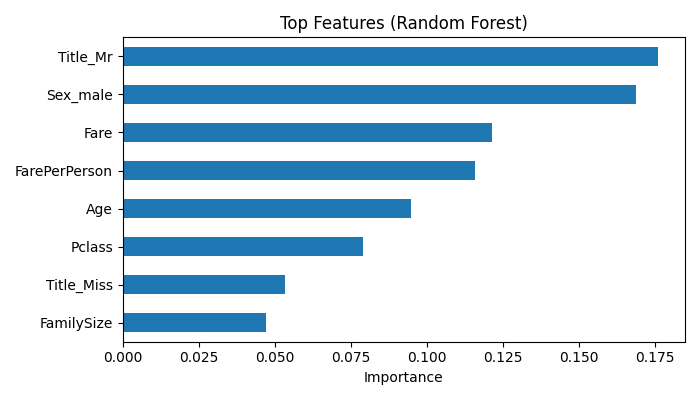 Top Features (Random Forest)
Title_Mr
Sex_male
Fare
FarePerPerson
Age
Pclass
Title_Miss
FamilySize
0.000 0.025 0.050 0.075 0.100 0.125 0.150 0.175
Importance